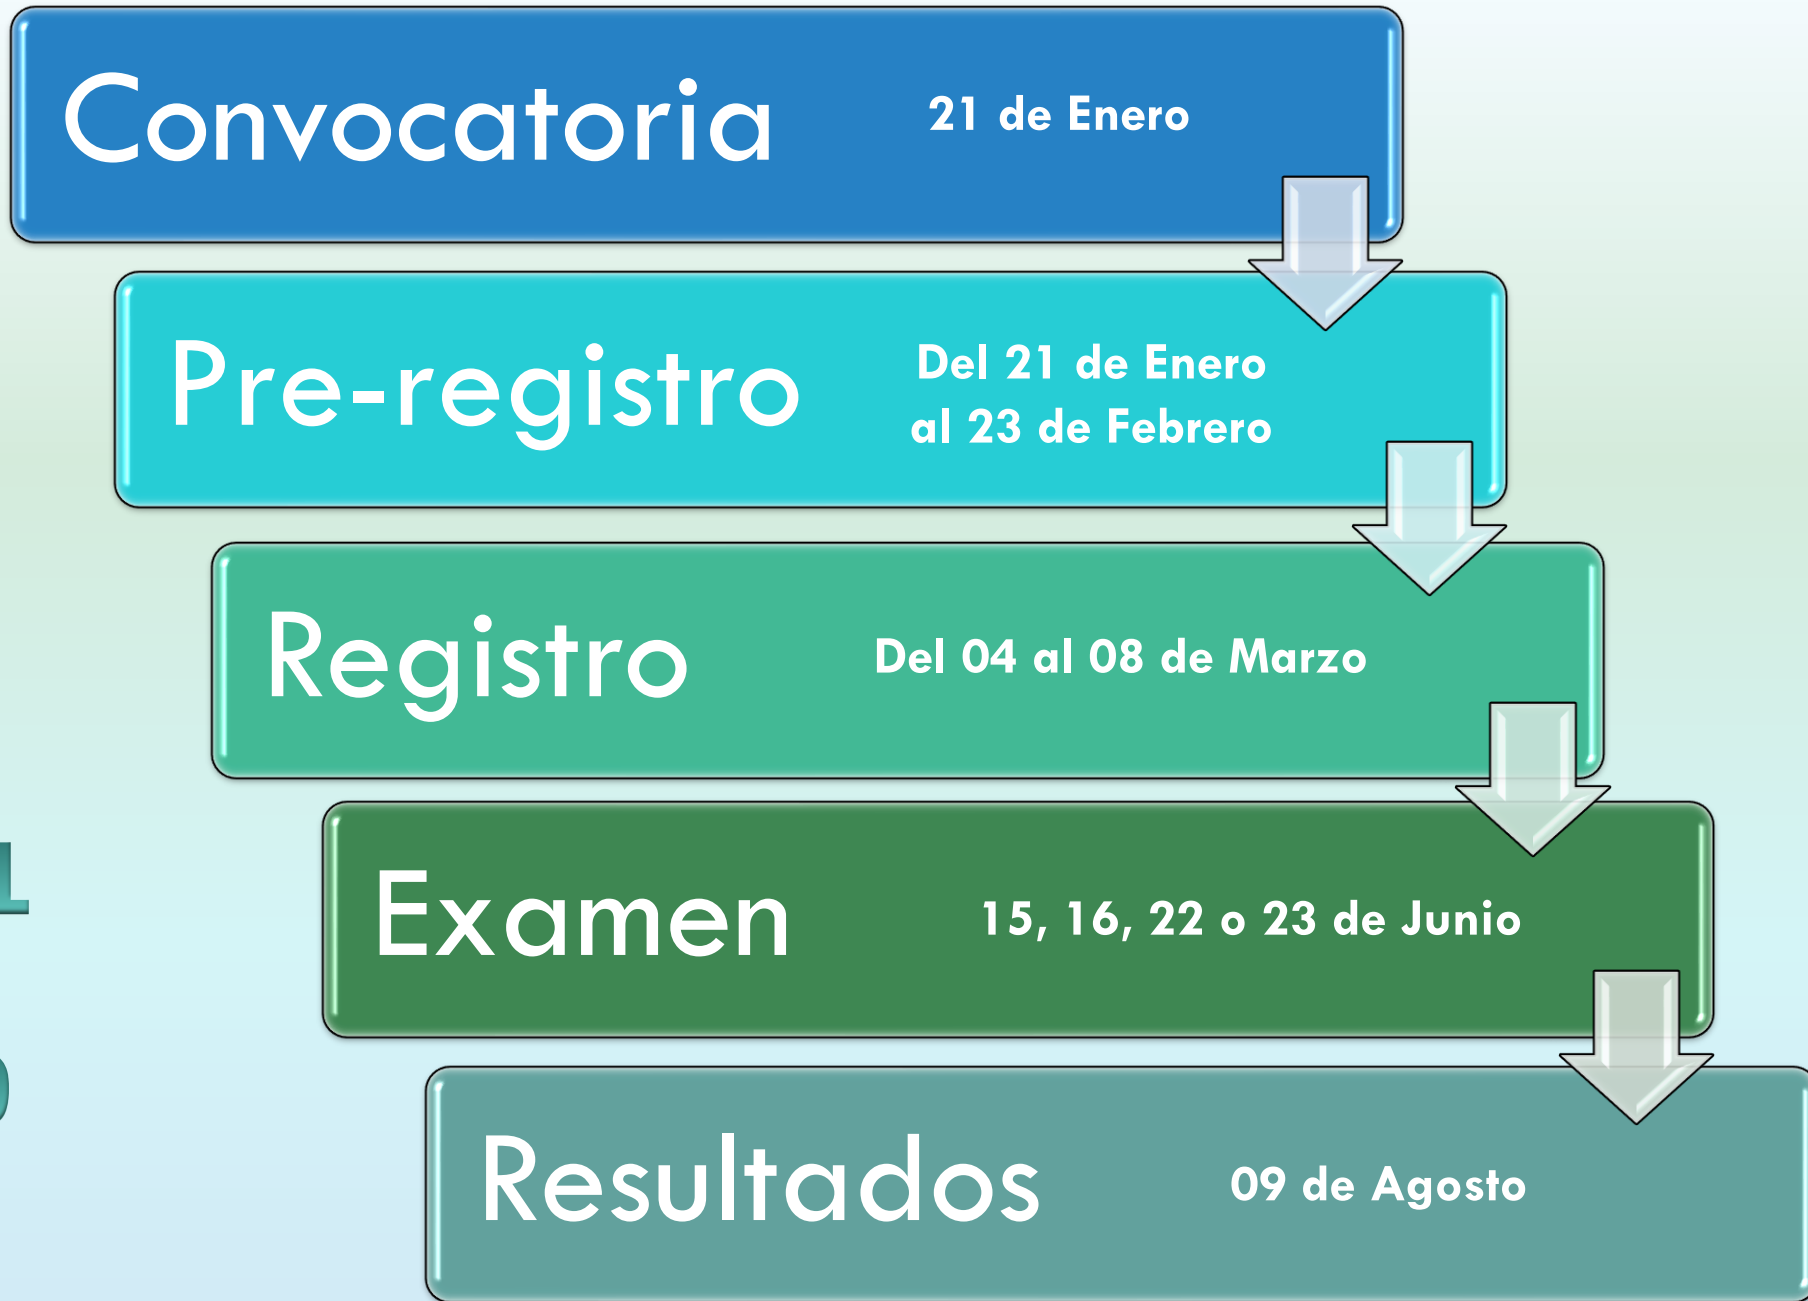 Convocatoria
21 de Enero
Pre-registro
Del 21 de Enero
al 23 de Febrero
Registro
Del 04 al 08 de Marzo
Examen
15, 16, 22 o 23 de Junio
Resultados
09 de Agosto